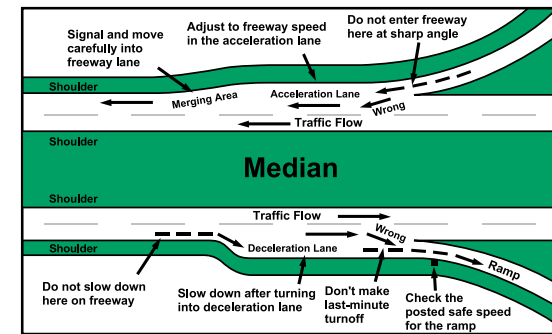 Signal and move
carefully into
freeway lane
Adjust to freeway speed
in the acceleration lane
Do not enter freeway
here at sharp angle
Shoulder
Merging Area
Acceleration Lane
Wrong
Traffic Flow
Shoulder
Median
Shoulder
Traffic Flow
Wrong
Shoulder
Deceleration Lane
Ramp
Do not slow down
here on freeway
Slow down after turning
into deceleration lane
Don't make
last-minute
turnoff
Check the
posted safe speed
for the ramp